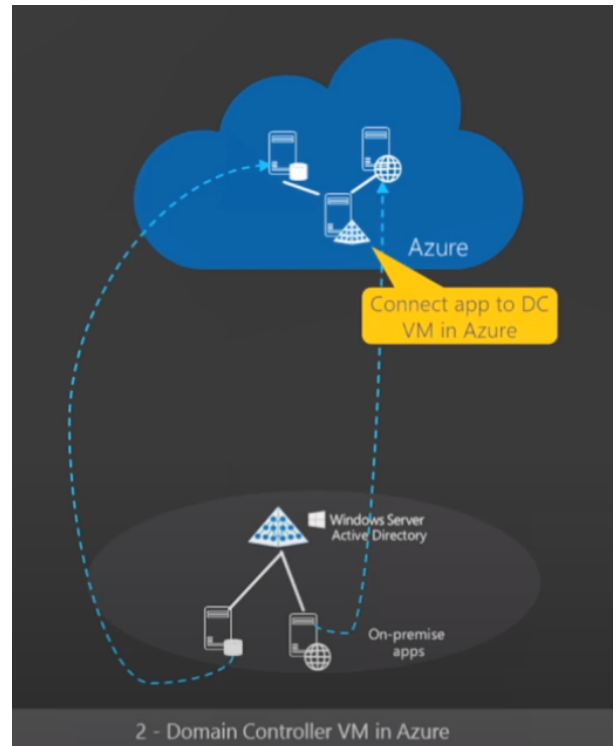 Azure
Connect app to DC
VM in Azure
Windows Server
Active Directory
On-premise
apps
2 - Domain Controller VM in Azure